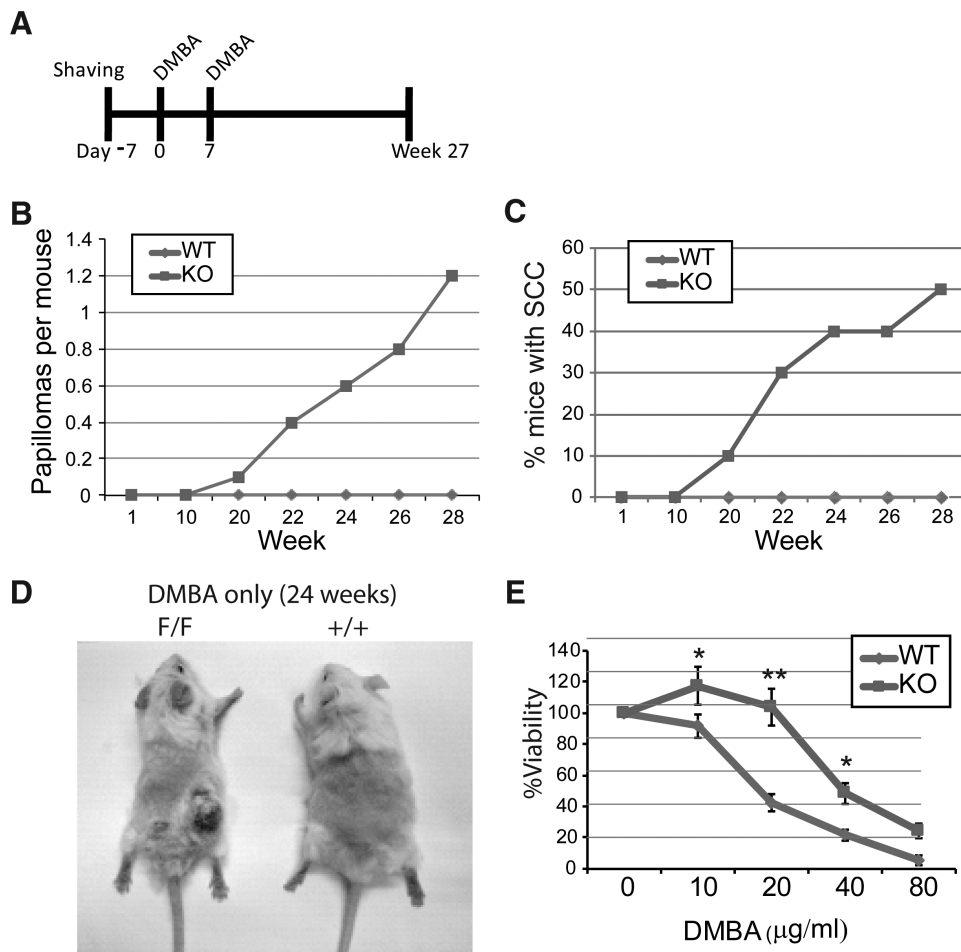 A
Shaving
DMBA
DMBA
Day -7
0
7
Week 27
B
Papillomas per mouse
1.4
1.2
1
0.8
0.6
0.4
0.2
0
WT
KO
1 10 20 22 24 26 28
Week
C
% mice with SCC
60
50
40
30
20
10
0
WT
KO
1 10 20 22 24 26 28
Week
D
DMBA only (24 weeks)
F/F
+/+
E
%Viability
140
120
100
80
60
40
20
0
*
**
*
WT
KO
0 10 20 40 80
DMBA (μg/ml)